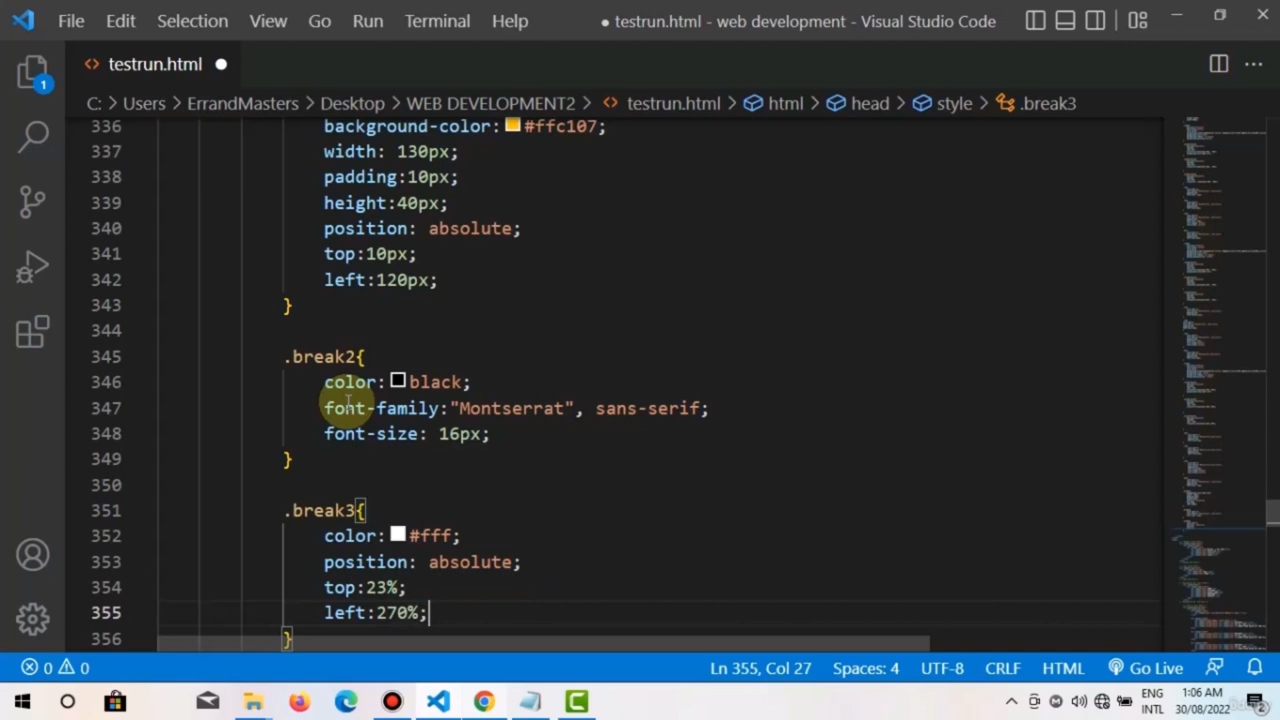 File Edit Selection View Go Run Terminal Help ● testrun.html - web development - Visual Studio Code
testrun.html
C: > Users > ErrandMasters > Desktop > WEB DEVELOPMENT2 > testrun.html > html > head > style > .break3
1
336 background-color: #ffc107;
337 width: 130px;
338 padding:10px;
339 height:40px;
340 position: absolute;
341 top:10px;
342 left:120px;
343 }
344
345 .break2{
346 color: black;
347 font-family:"Montserrat", sans-serif;
348 font-size: 16px;
349 }
350
351 .break3{
352 color: #fff;
353 position: absolute;
354 top:23%;
355 left:270%;
356 }
0 0 Ln 355, Col 27 Spaces: 4 UTF-8 CRLF HTML Go Live
ENG 1:06 AM
INTL 30/08/2022 2